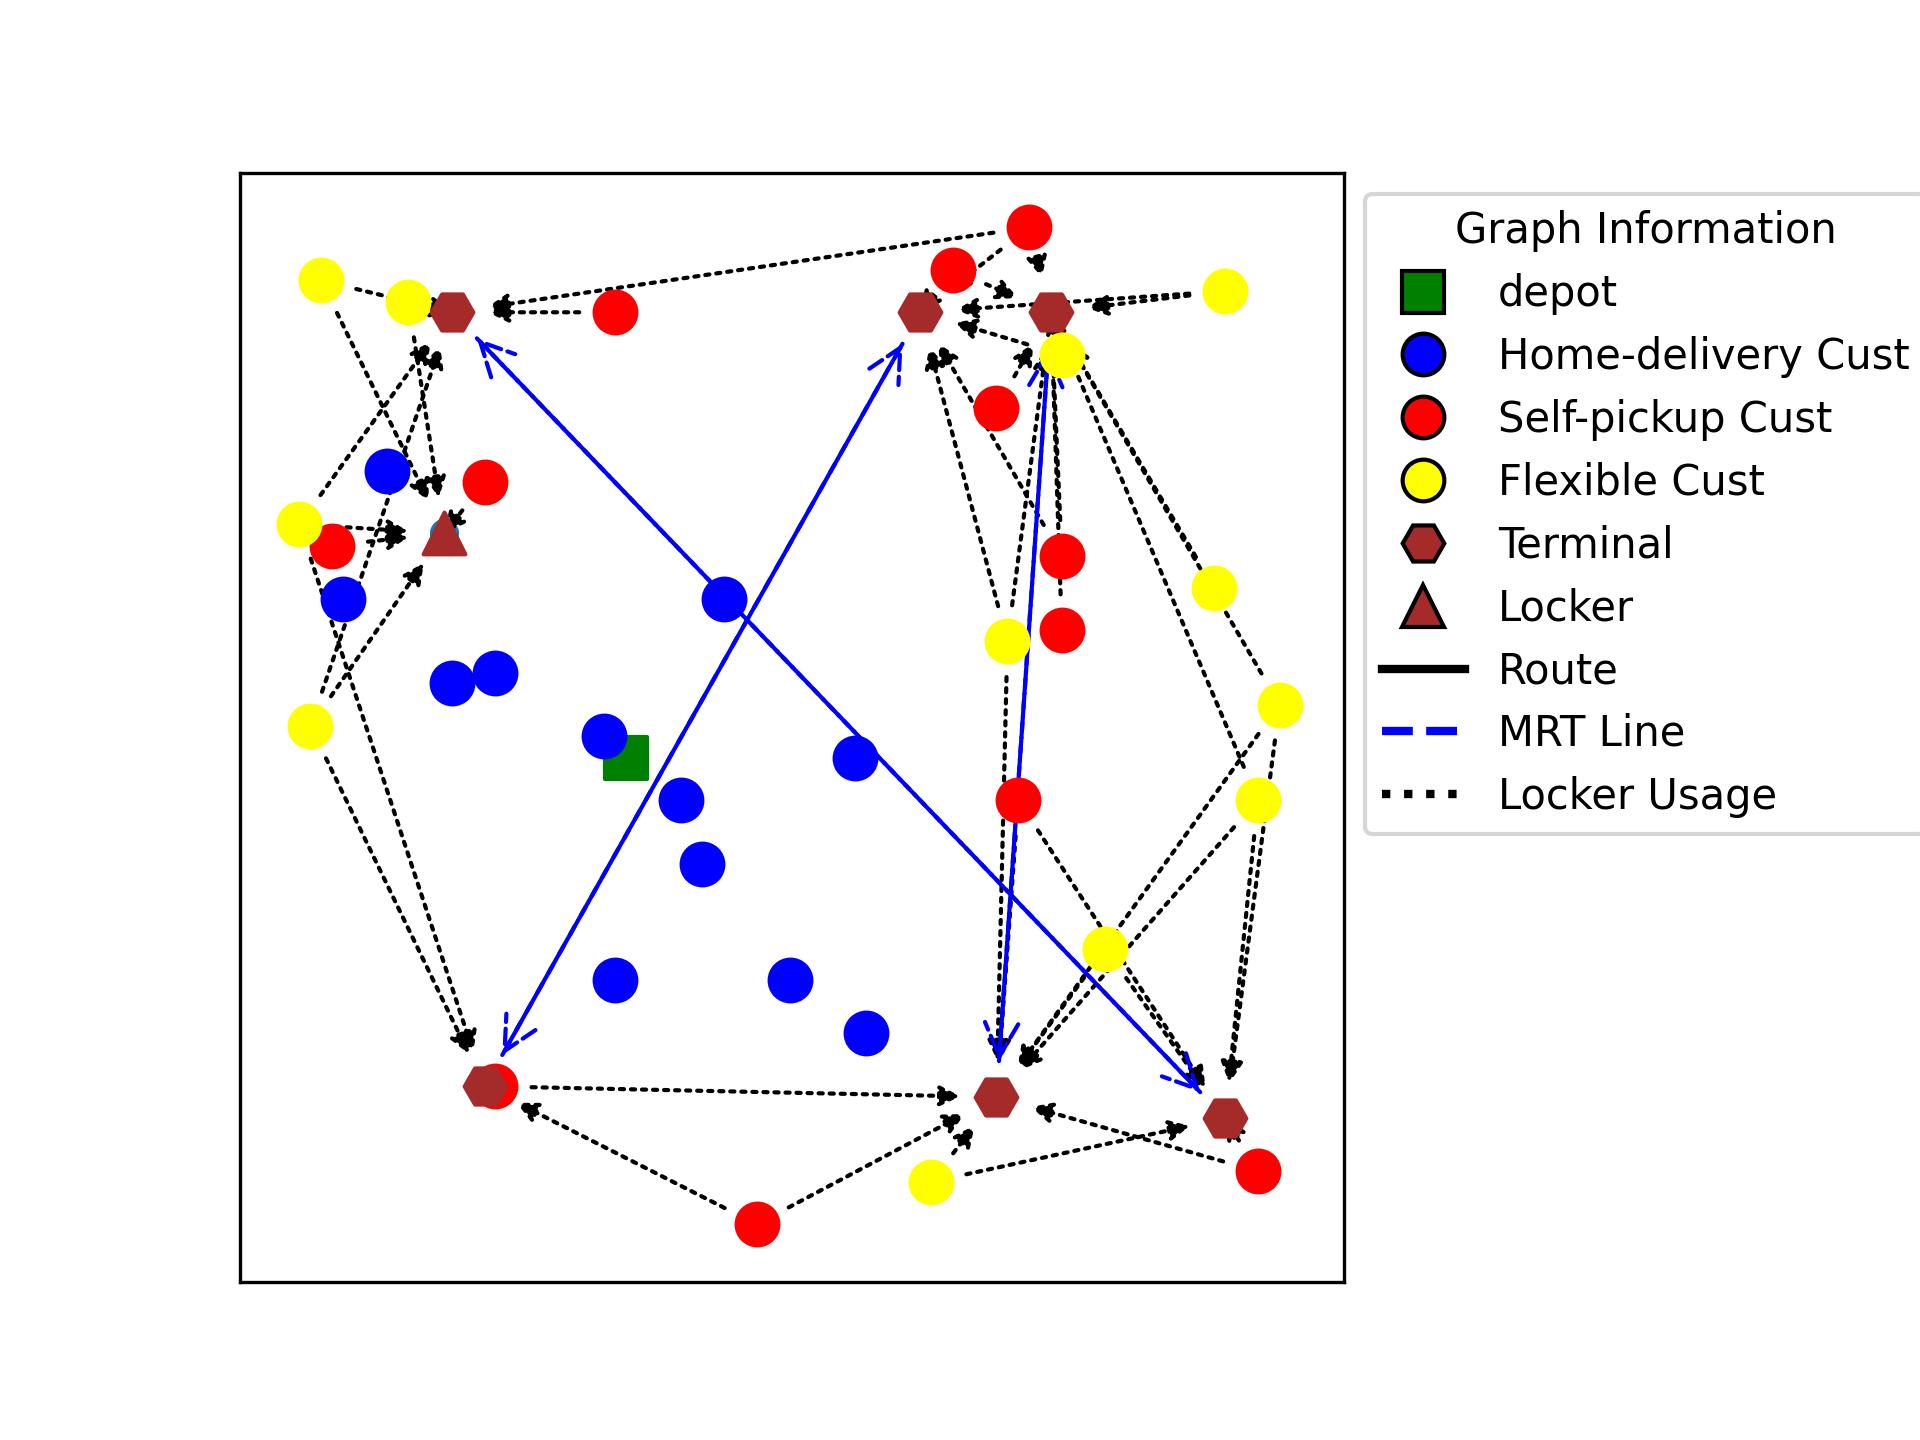 Graph Information
depot
Home-delivery Cust
Self-pickup Cust
Flexible Cust
Terminal
Locker
Route
MRT Line
Locker Usage